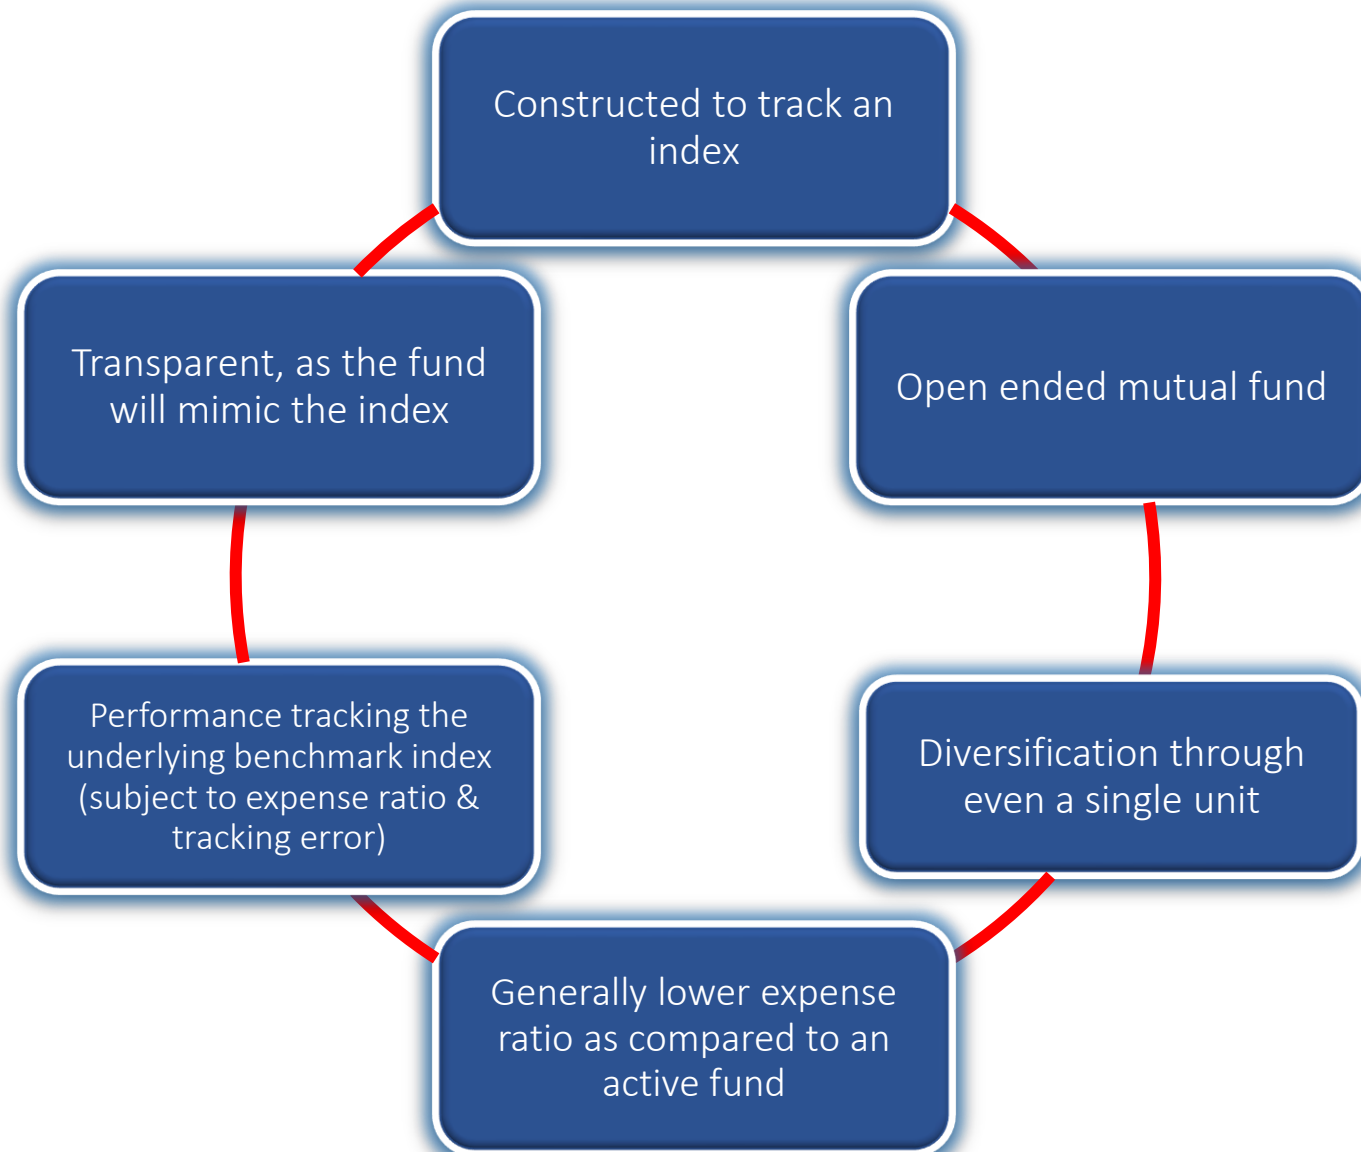 Constructed to track an
index
Open ended mutual fund
Diversification through
even a single unit
Generally lower expense
ratio as compared to an
active fund
Performance tracking the
underlying benchmark index
(subject to expense ratio &
tracking error)
Transparent, as the fund
will mimic the index